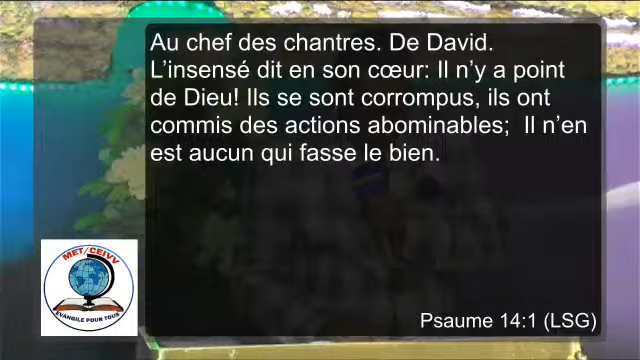 Au chef des chantres. De David.
L’insensé dit en son cœur: Il n’y a point
de Dieu! Ils se sont corrompus, ils ont
commis des actions abominables;  Il n’en
est aucun qui fasse le bien.
MET/CEIVV
EVANGILE POUR TOUS
Psaume 14:1 (LSG)